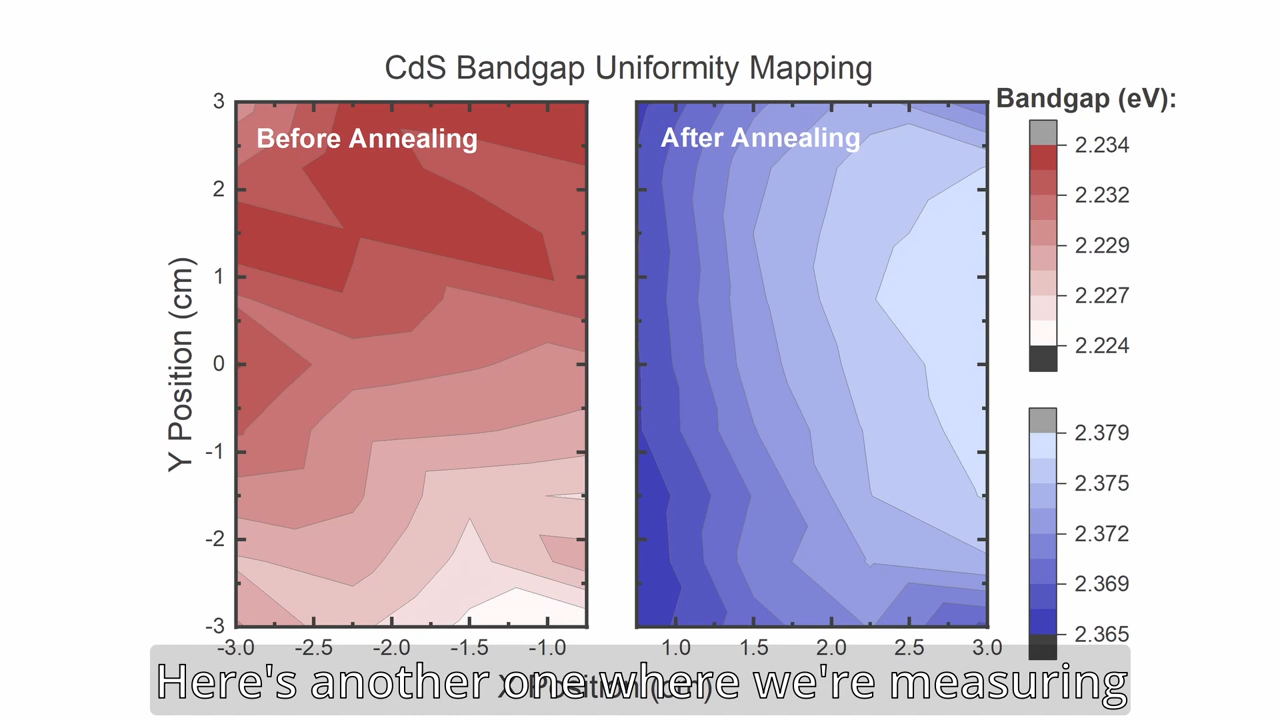 CdS Bandgap Uniformity Mapping
Before Annealing
After Annealing
Bandgap (eV):
2.234
2.232
2.229
2.227
2.224
2.379
2.375
2.372
2.369
2.365
Y Position (cm)
3
2
1
0
-1
-2
-3
-3.0 -2.5 -2.0 -1.5 -1.0
1.0 1.5 2.0 2.5 3.0
X Position (cm)
Here's another one where we're measuring